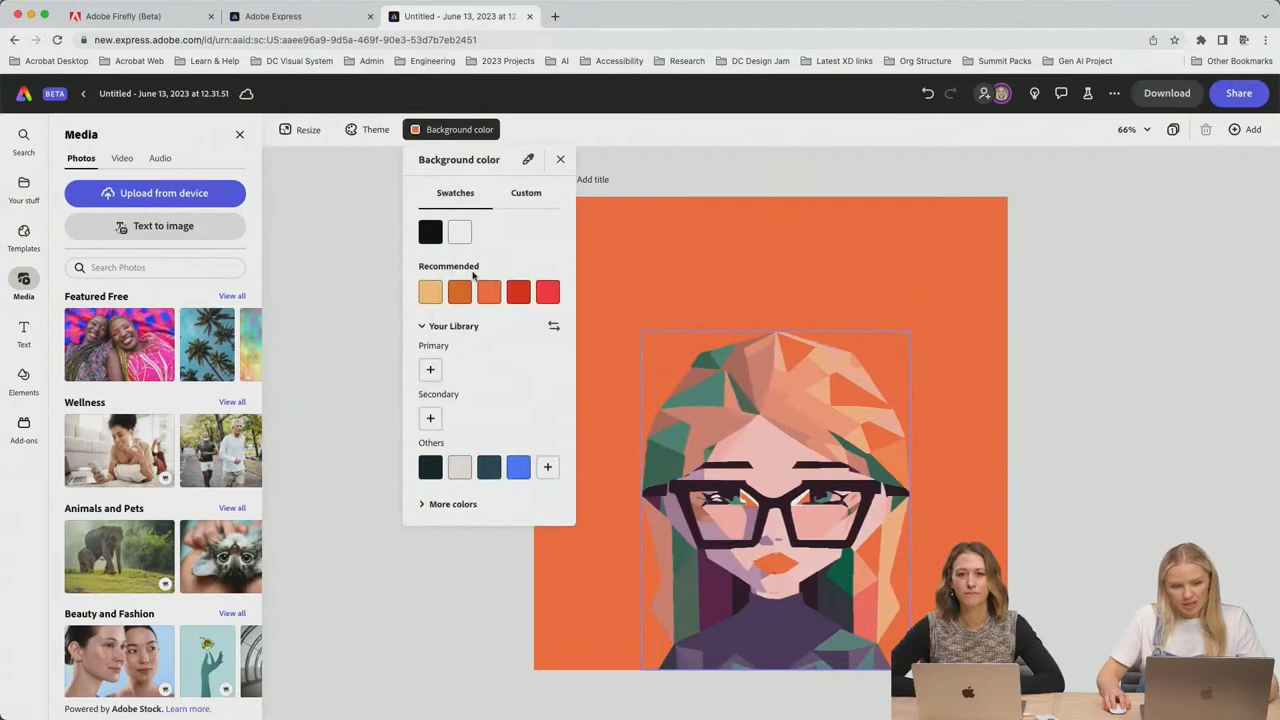 Adobe Firefly (Beta)
Adobe Express
Untitled - June 13, 2023 at 12.
new.express.adobe.com/id/urn:aaid:sc:US:aaee96a9-9d5a-469f-90e3-53d7b7eb2451
Acrobat Desktop
Acrobat Web
Learn & Help
DC Visual System
Admin
Engineering
2023 Projects
AI
Accessibility
Research
DC Design Jam
Latest XD links
Org Structure
Summit Packs
Gen AI Project
Other Bookmarks
BETA
Untitled - June 13, 2023 at 12.31.51
Download
Share
Search
Your stuff
Templates
Media
Text
Elements
Add-ons
Media
Photos
Video
Audio
Upload from device
Text to image
Search Photos
Featured Free
View all
Wellness
View all
Animals and Pets
View all
Beauty and Fashion
View all
Powered by Adobe Stock. Learn more.
Resize
Theme
Background color
66%
1
Add
Background color
Swatches
Custom
Recommended
Your Library
Primary
Secondary
Others
More colors
Add title